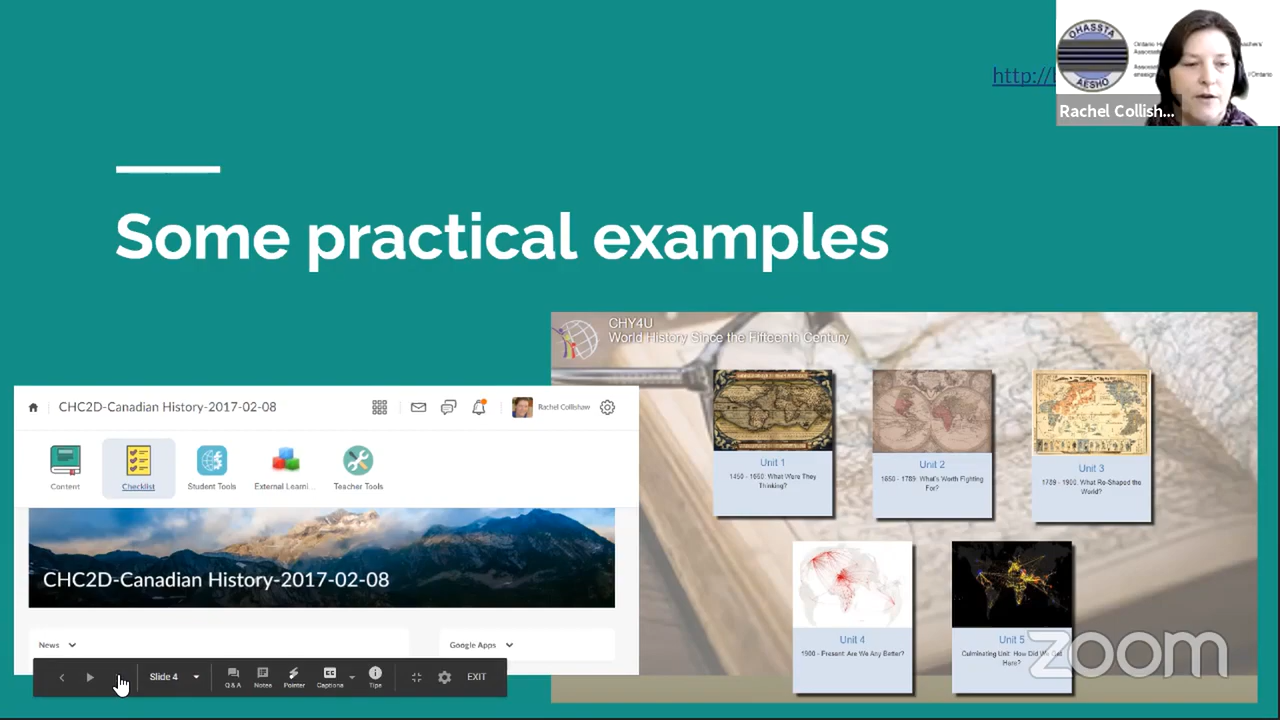 http://
OHASSTA
AESHO
Rachel Collish...
Some practical examples
CHY4U
World History Since the Fifteenth Century
Unit 1
1450 - 1650: What Were They
Thinking?
Unit 2
1650 - 1789: What's Worth Fighting
For?
Unit 3
1789 - 1900: What Re-Shaped the
World?
Unit 4
1900 - Present: Are We Any Better?
Unit 5
Culminating Unit: How Did We Get
Here?
CHC2D-Canadian History-2017-02-08
Rachel Collishaw
Content
Checklist
Student Tools
External Learni...
Teacher Tools
CHC2D-Canadian History-2017-02-08
News
Google Apps
Slide 4
Q & A
Notes
Pointer
Captions
Tips
EXIT
zoom